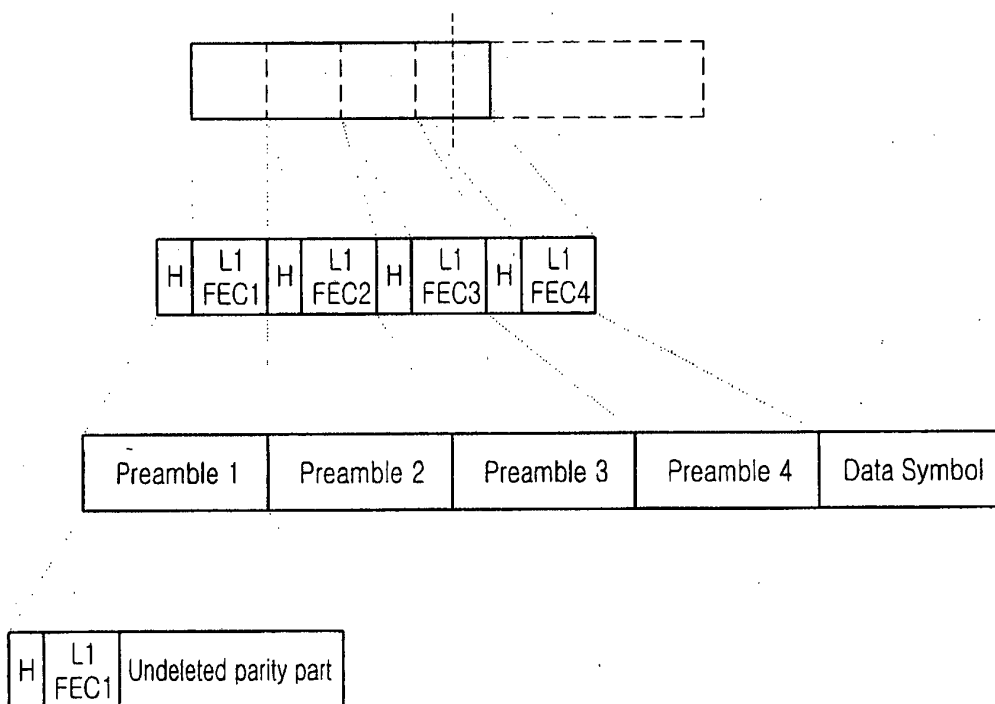 H L1 FEC1 H L1 FEC2 H L1 FEC3 H L1 FEC4
Preamble 1 Preamble 2 Preamble 3 Preamble 4 Data Symbol
H L1 FEC1 Undeleted parity part